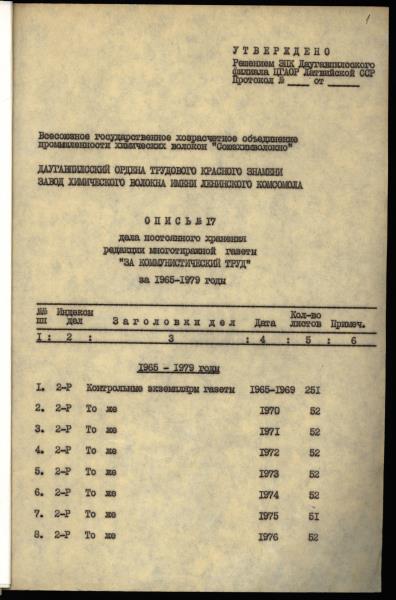 1
УТВЕРЖДЕНО
Решением ЭПК Даугавпилсского
филиала ЦГАОР Латвийской ССР
Протокол № ____ от ______
Всесоюзное государственное хозрасчетное объединение
промышленности химических волокон "Союзхимволокно"
ДАУГАВПИЛССКИЙ ОРДЕНА ТРУДОВОГО КРАСНОГО ЗНАМЕНИ
ЗАВОД ХИМИЧЕСКОГО ВОЛОКНА ИМЕНИ ЛЕНИНСКОГО КОМСОМОЛА
ОПИСЬ № 17
дела постоянного хранения
редакции многотиражной газеты
"ЗА КОММУНИСТИЧЕСКИЙ ТРУД"
за 1965-1979 годы
№№ пп Индексы дел Заголовки дел Дата Кол-во листов Примеч.
1 : 2 : 3 : 4 : 5 : 6
1965 - 1979 годы
1. 2-Р Контрольные экземпляры газеты 1965-1969 251
2. 2-Р То же 1970 52
3. 2-Р То же 1971 52
4. 2-Р То же 1972 52
5. 2-Р То же 1973 52
6. 2-Р То же 1974 52
7. 2-Р То же 1975 51
8. 2-Р То же 1976 52